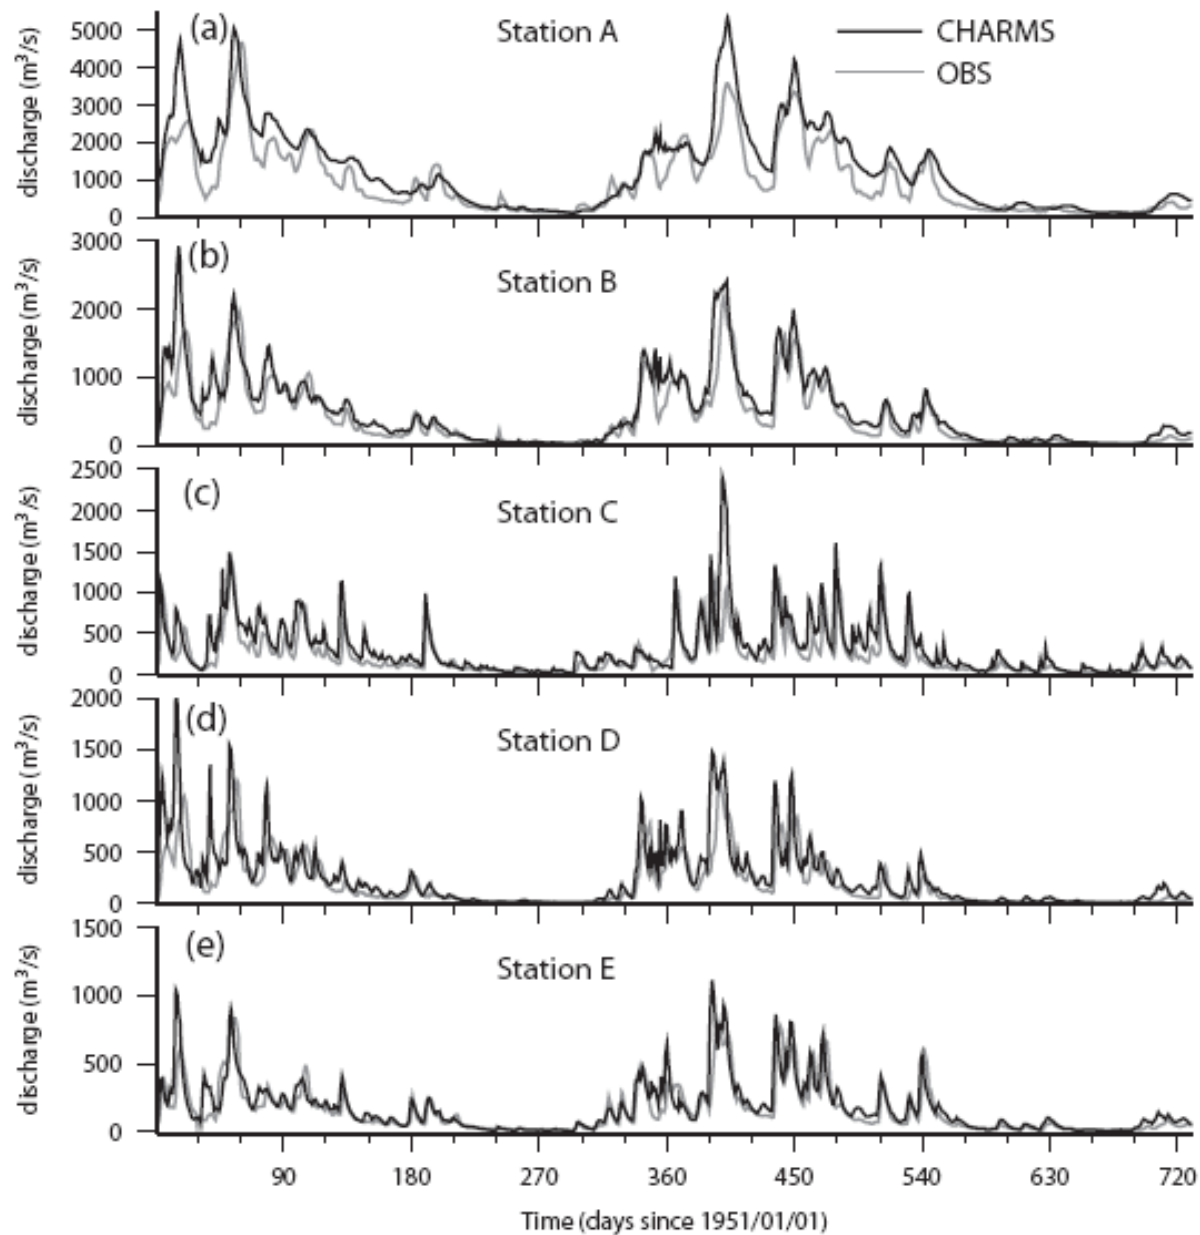 (a)
Station A
CHARMS
OBS
discharge (m³/s)
5000
4000
3000
2000
1000
0
(b)
Station B
discharge (m³/s)
3000
2000
1000
0
(c)
Station C
discharge (m³/s)
2500
2000
1500
1000
500
0
(d)
Station D
discharge (m³/s)
2000
1500
1000
500
0
(e)
Station E
discharge (m³/s)
1500
1000
500
0
90 180 270 360 450 540 630 720
Time (days since 1951/01/01)